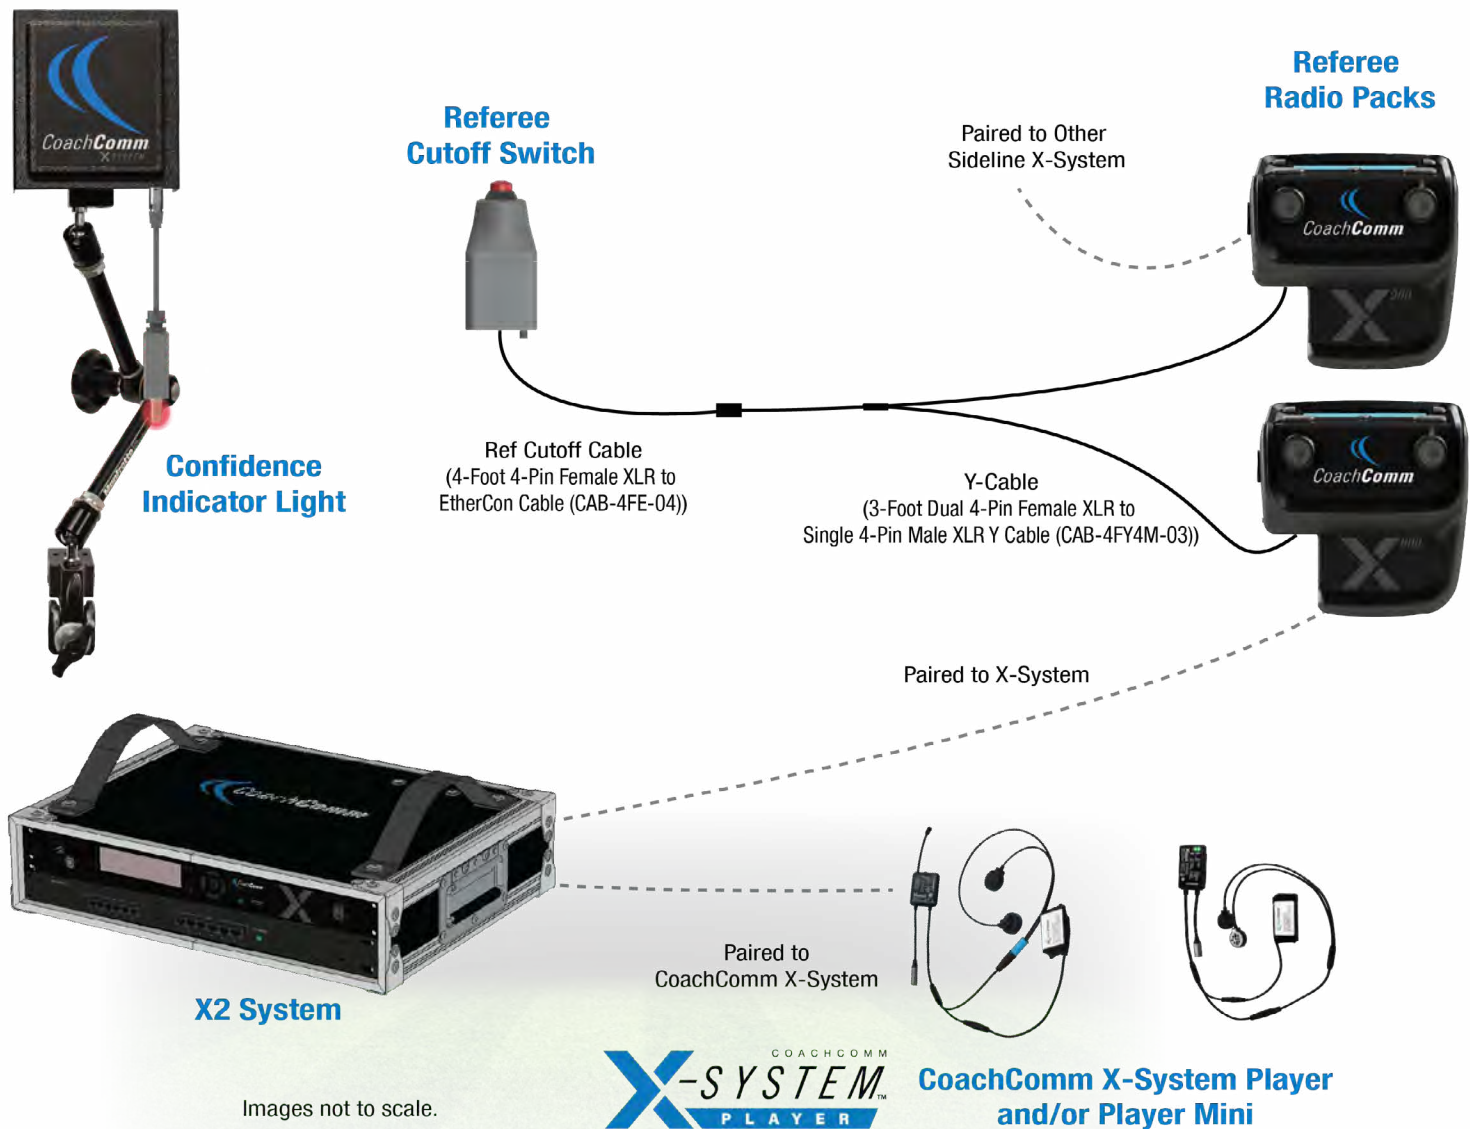 CoachComm
X SYSTEM
Referee
Cutoff Switch
Paired to Other
Sideline X-System
Referee
Radio Packs
CoachComm
X
CoachComm
X
Confidence
Indicator Light
Ref Cutoff Cable
(4-Foot 4-Pin Female XLR to
EtherCon Cable (CAB-4FE-04))
Y-Cable
(3-Foot Dual 4-Pin Female XLR to
Single 4-Pin Male XLR Y Cable (CAB-4FY4M-03))
Paired to X-System
CoachComm
X
X2 System
Paired to
CoachComm X-System
Images not to scale.
COACHCOMM
X-SYSTEM™
PLAYER
CoachComm X-System Player
and/or Player Mini